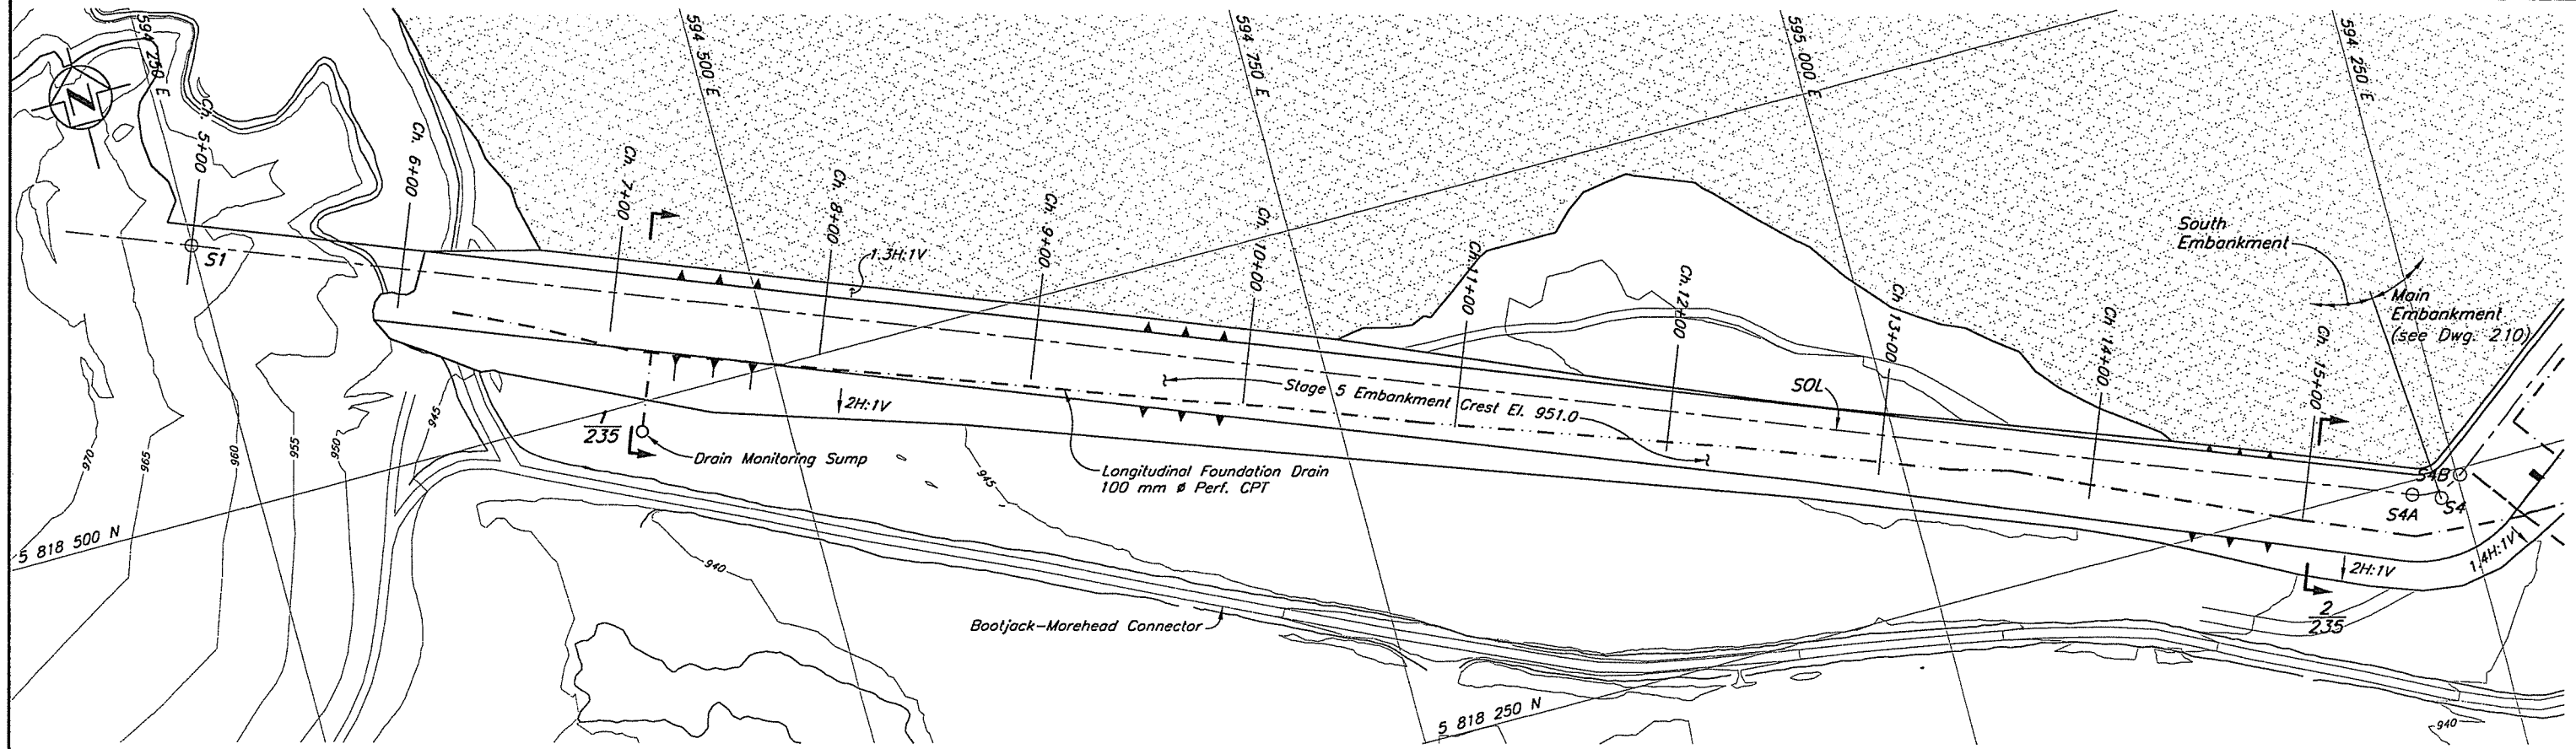 594 250 E
594 500 E
594 750 E
595 000 E
594 250 E
N
Ch. 5+00
Ch. 6+00
Ch. 7+00
Ch. 8+00
Ch. 9+00
Ch. 10+00
Ch. 11+00
Ch. 12+00
Ch. 13+00
Ch. 14+00
Ch. 15+00
S1
1.3H:1V
South
Embankment
Main
Embankment
(see Dwg. 210)
SOL
Stage 5 Embankment Crest El. 951.0
2H:1V
1
235
Drain Monitoring Sump
Longitudinal Foundation Drain
100 mm ø Perf. CPT
S4B
S4A
S4
1.4H:1V
2H:1V
2
235
970
965
960
955
950
945
945
940
940
5 818 500 N
Bootjack-Morehead Connector
5 818 250 N